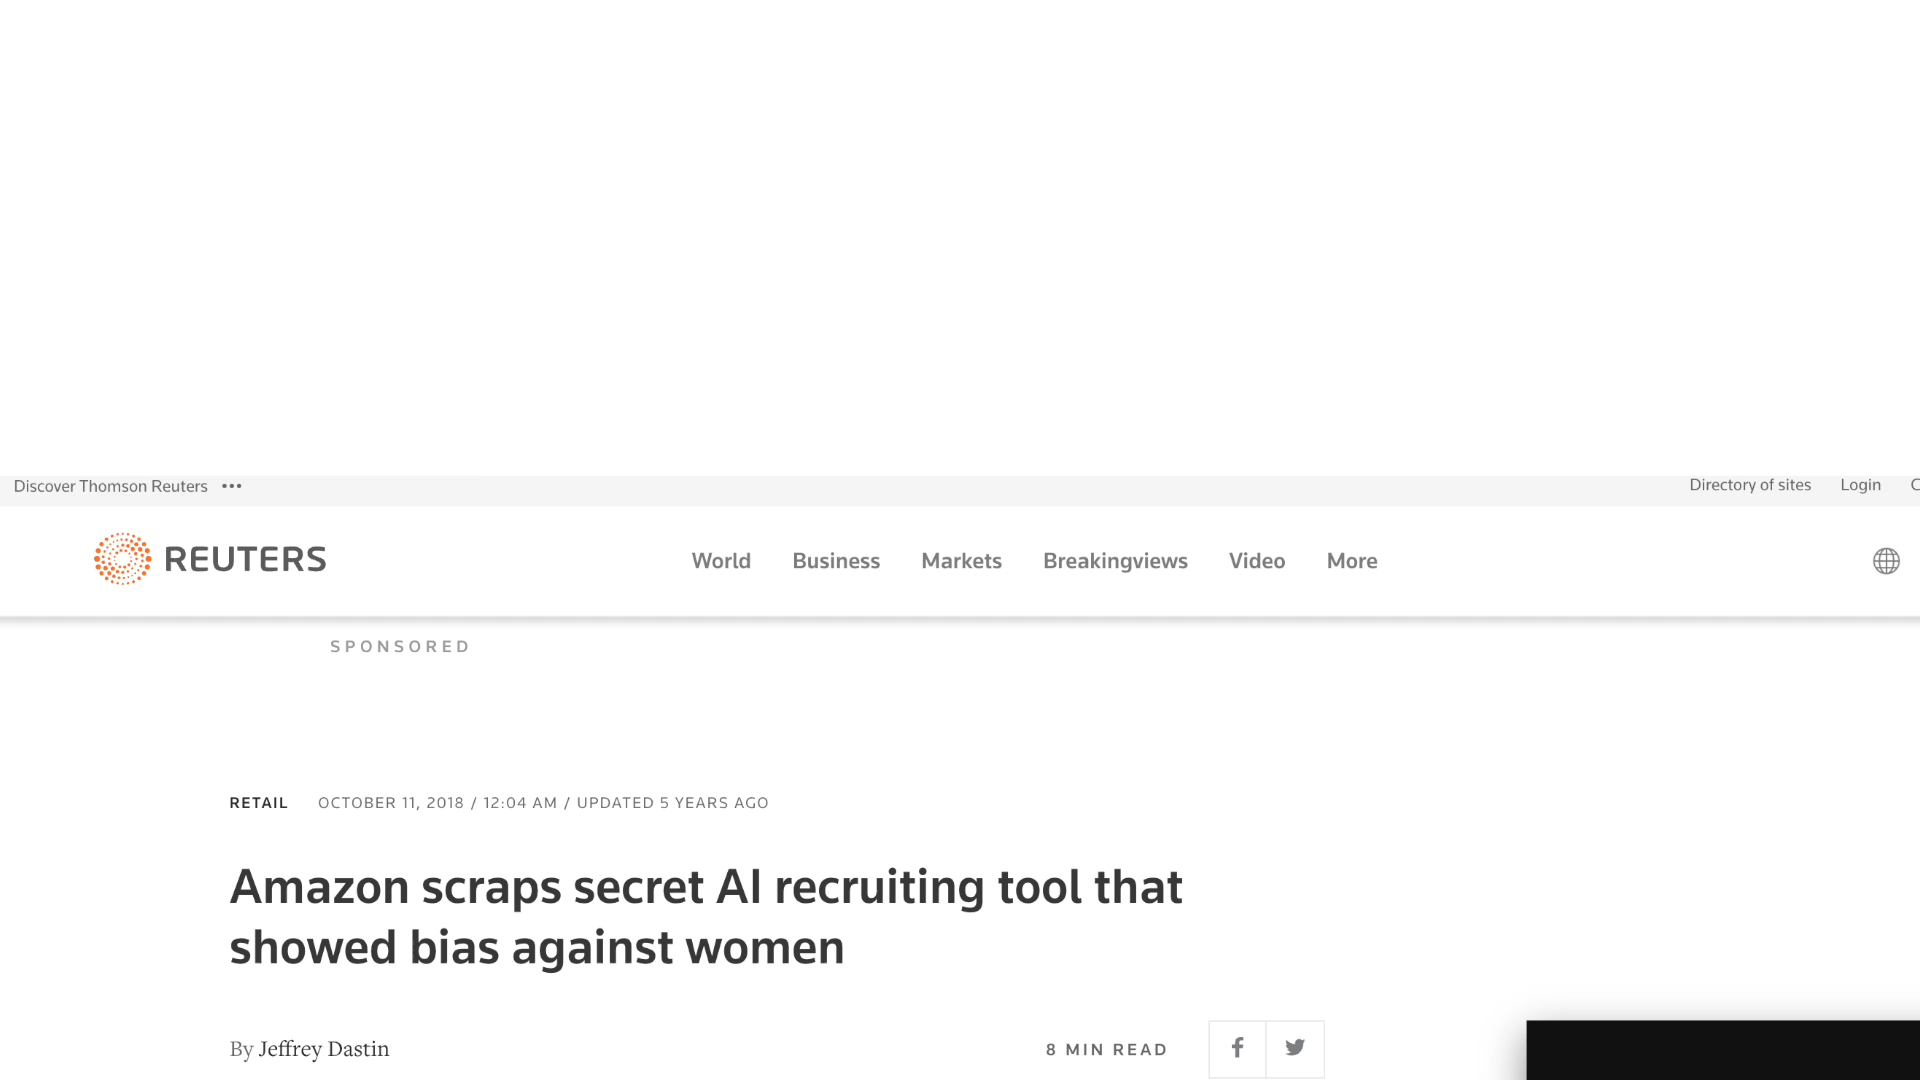 Discover Thomson Reuters •••
Directory of sites Login C
REUTERS
World Business Markets Breakingviews Video More
SPONSORED
RETAIL OCTOBER 11, 2018 / 12:04 AM / UPDATED 5 YEARS AGO
Amazon scraps secret AI recruiting tool that
showed bias against women
By Jeffrey Dastin
8 MIN READ